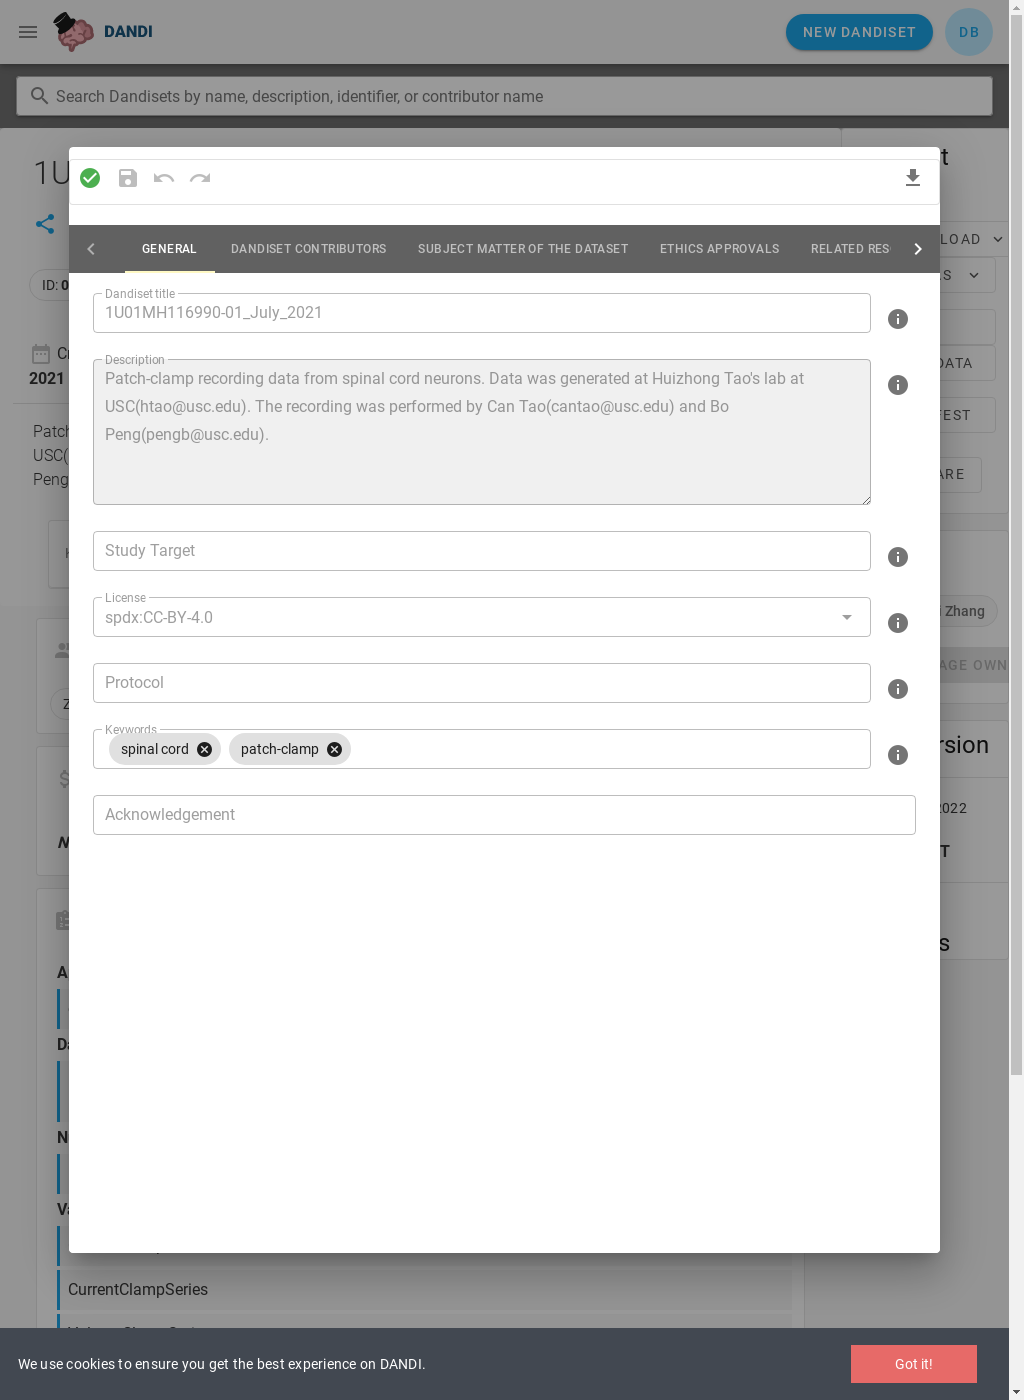 DANDI
NEW DANDISET
DB
Search Dandisets by name, description, identifier, or contributor name
1U
GENERAL
DANDISET CONTRIBUTORS
SUBJECT MATTER OF THE DATASET
ETHICS APPROVALS
RELATED RES
Dandiset title
1U01MH116990-01_July_2021
Description
Patch-clamp recording data from spinal cord neurons. Data was generated at Huizhong Tao's lab at
USC(htao@usc.edu). The recording was performed by Can Tao(cantao@usc.edu) and Bo
Peng(pengb@usc.edu).
Study Target
License
spdx:CC-BY-4.0
Protocol
Keywords
spinal cord
patch-clamp
Acknowledgement
ID: 0
2021
Patch
USC(
Peng
LOAD
DATA
Zhang
AGE OWN
rsion
2022
CurrentClampSeries
We use cookies to ensure you get the best experience on DANDI.
Got it!